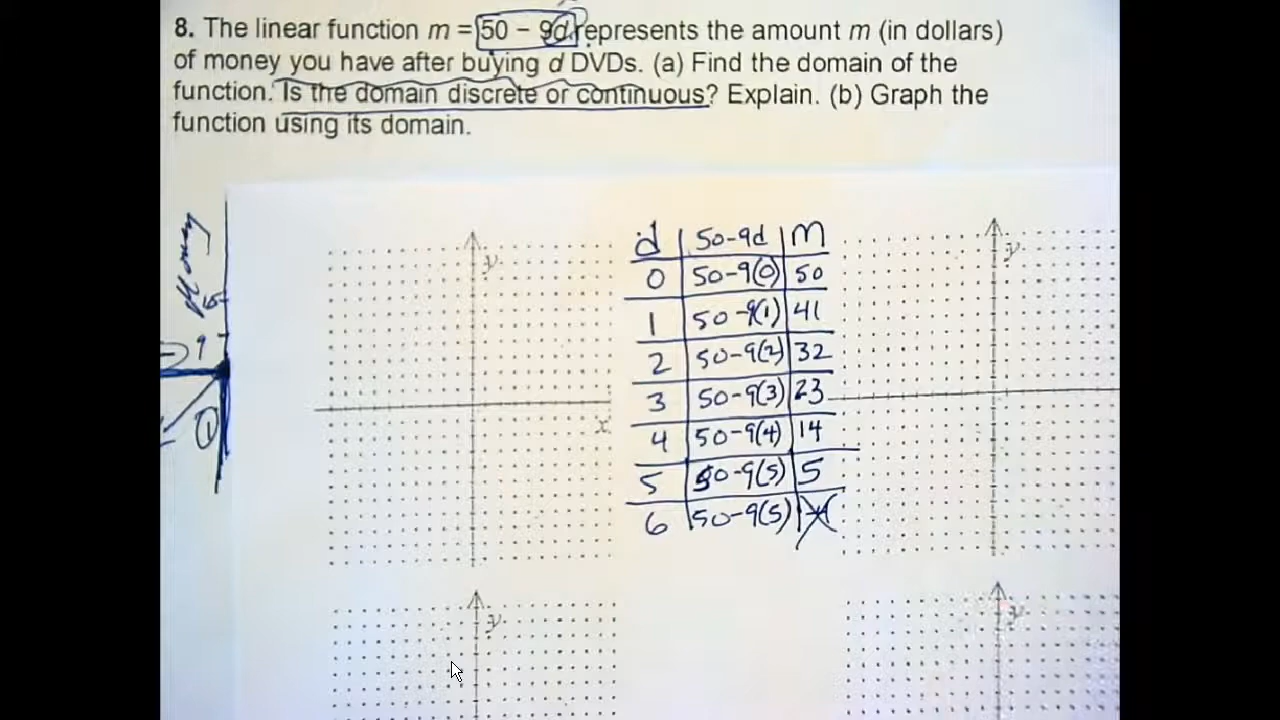 8. The linear function m = 50 – 9d represents the amount m (in dollars)
of money you have after buying d DVDs. (a) Find the domain of the
function. Is the domain discrete or continuous? Explain. (b) Graph the
function using its domain.
y
x
d 50-9d m
0 50-9(0) 50
1 50-9(1) 41
2 50-9(2) 32
3 50-9(3) 23
4 50-9(4) 14
5 50-9(5) 5
6 50-9(5)
y
y
y